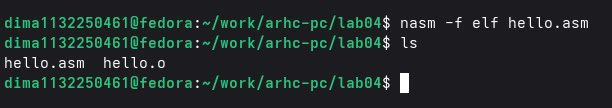 dima1132250461@fedora:~/work/arhc-pc/lab04$ nasm -f elf hello.asm
dima1132250461@fedora:~/work/arhc-pc/lab04$ ls
hello.asm  hello.o
dima1132250461@fedora:~/work/arhc-pc/lab04$